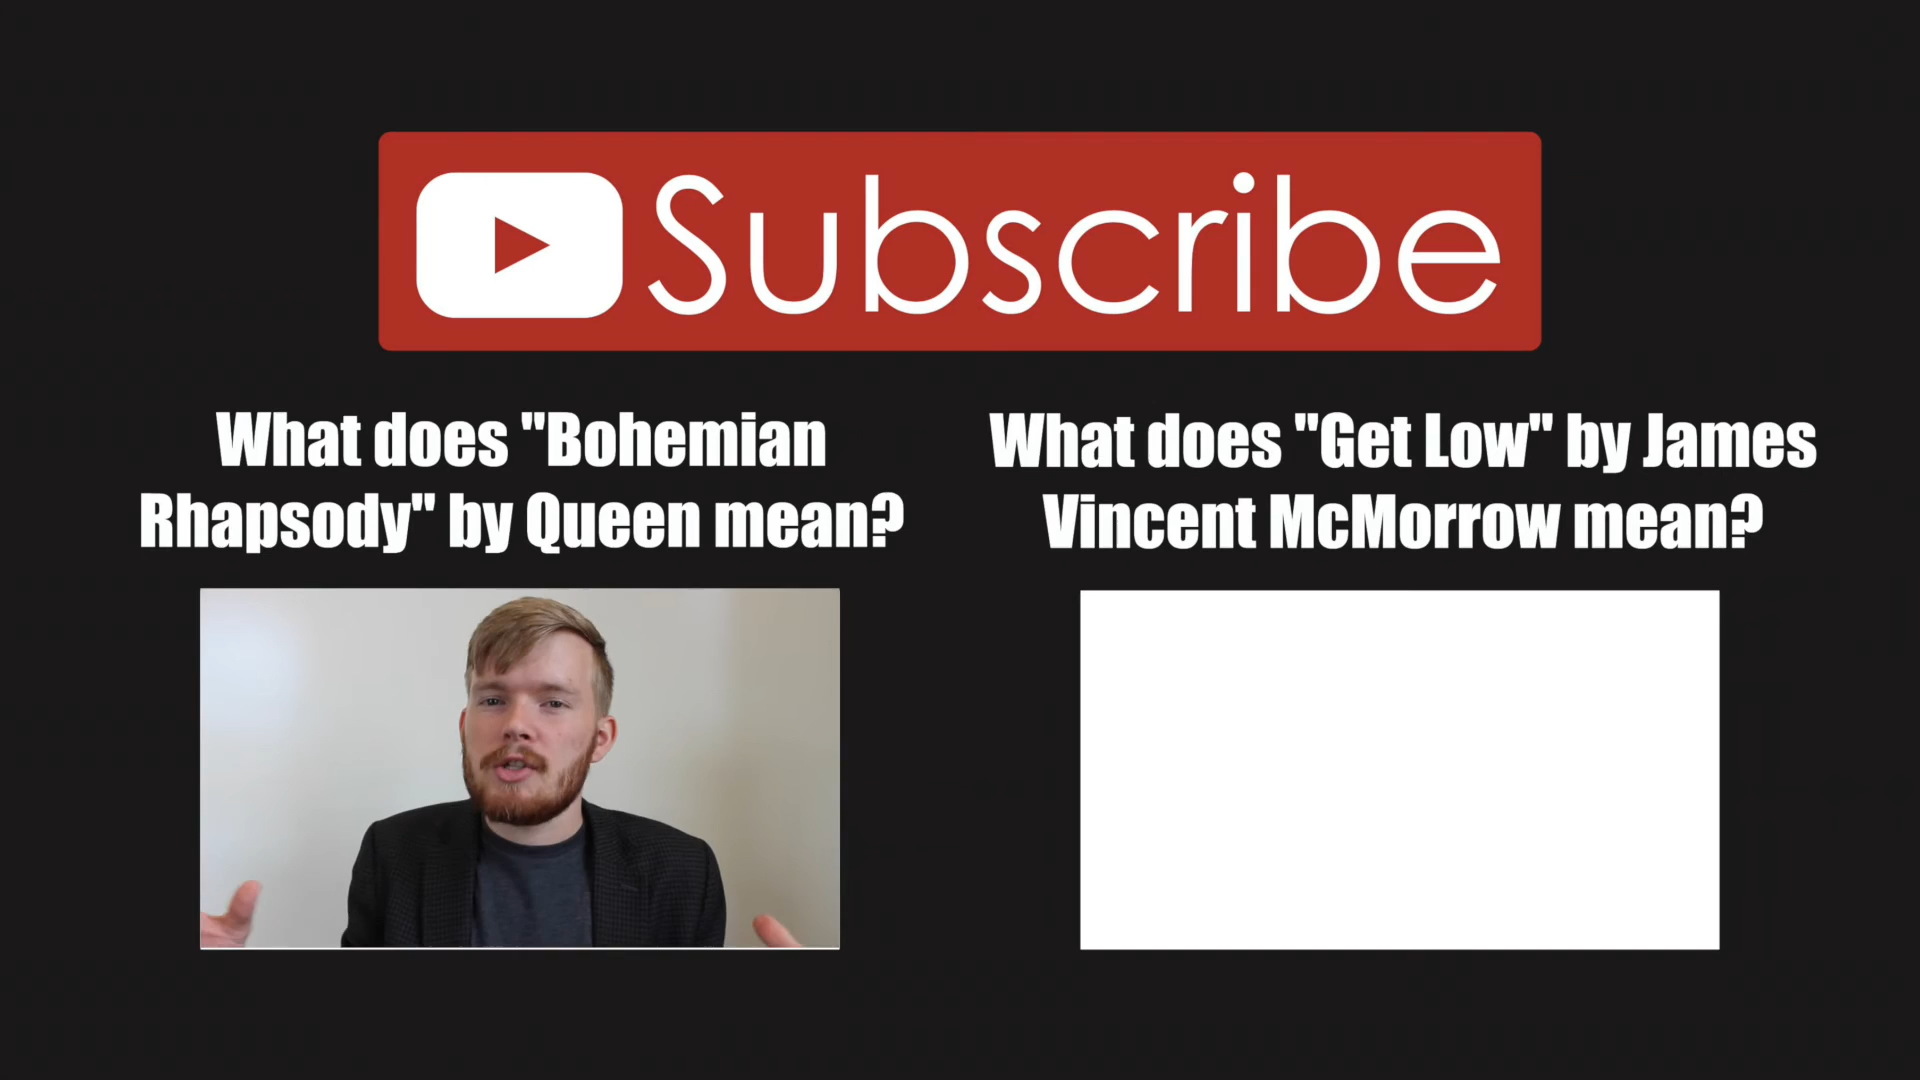 Subscribe
What does "Bohemian
Rhapsody" by Queen mean?
What does "Get Low" by James
Vincent McMorrow mean?